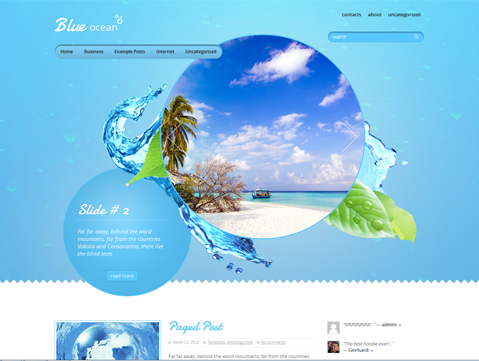 Blue ocean
contacts about uncategorized
search
Home Business Example Posts Internet Uncategorized
Slide # 2
Far far away, behind the word
mountains, far from the countries
Vokalia and Consonantia, there live
the blind texts
read more
Paged Post
March 15, 2012 Template, Uncategorized
Far far away, behind the word mountains, far from the countries
admin: »
"The best hoodie ever!.."
— Gerhard: »